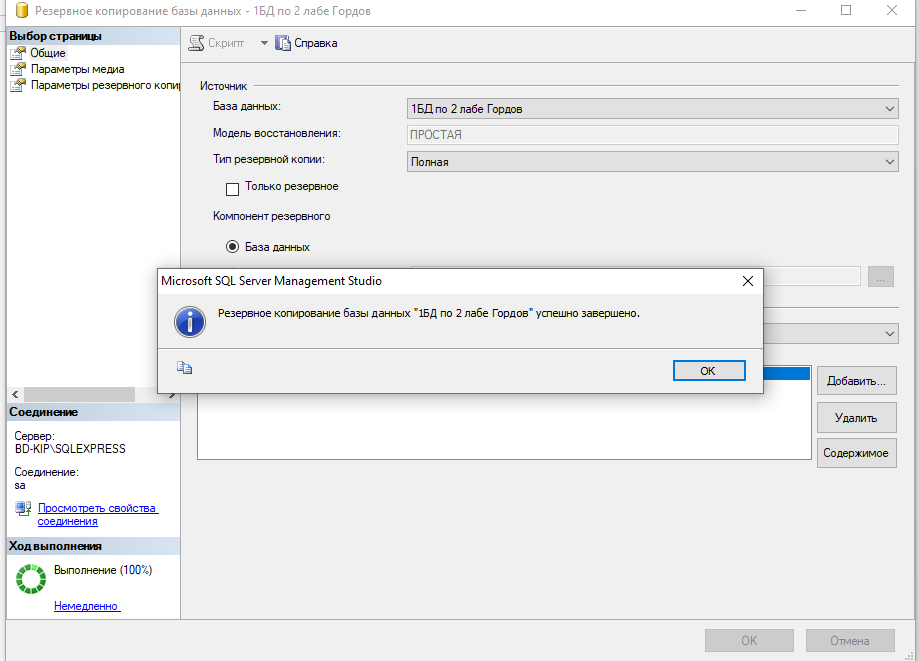 Резервное копирование базы данных - 1БД по 2 лабе Гордов
Выбор страницы
Общие
Параметры медиа
Параметры резервного копи
Скрипт
Справка
Источник
База данных:
1БД по 2 лабе Гордов
Модель восстановления:
ПРОСТАЯ
Тип резервной копии:
Полная
Только резервное
Компонент резервного
База данных
...
Microsoft SQL Server Management Studio
Резервное копирование базы данных "1БД по 2 лабе Гордов" успешно завершено.
OK
Добавить...
Удалить
Содержимое
Соединение
Сервер:
BD-KIP\SQLEXPRESS
Соединение:
sa
Просмотреть свойства
соединения
Ход выполнения
Выполнение (100%)
Немедленно
OK
Отмена